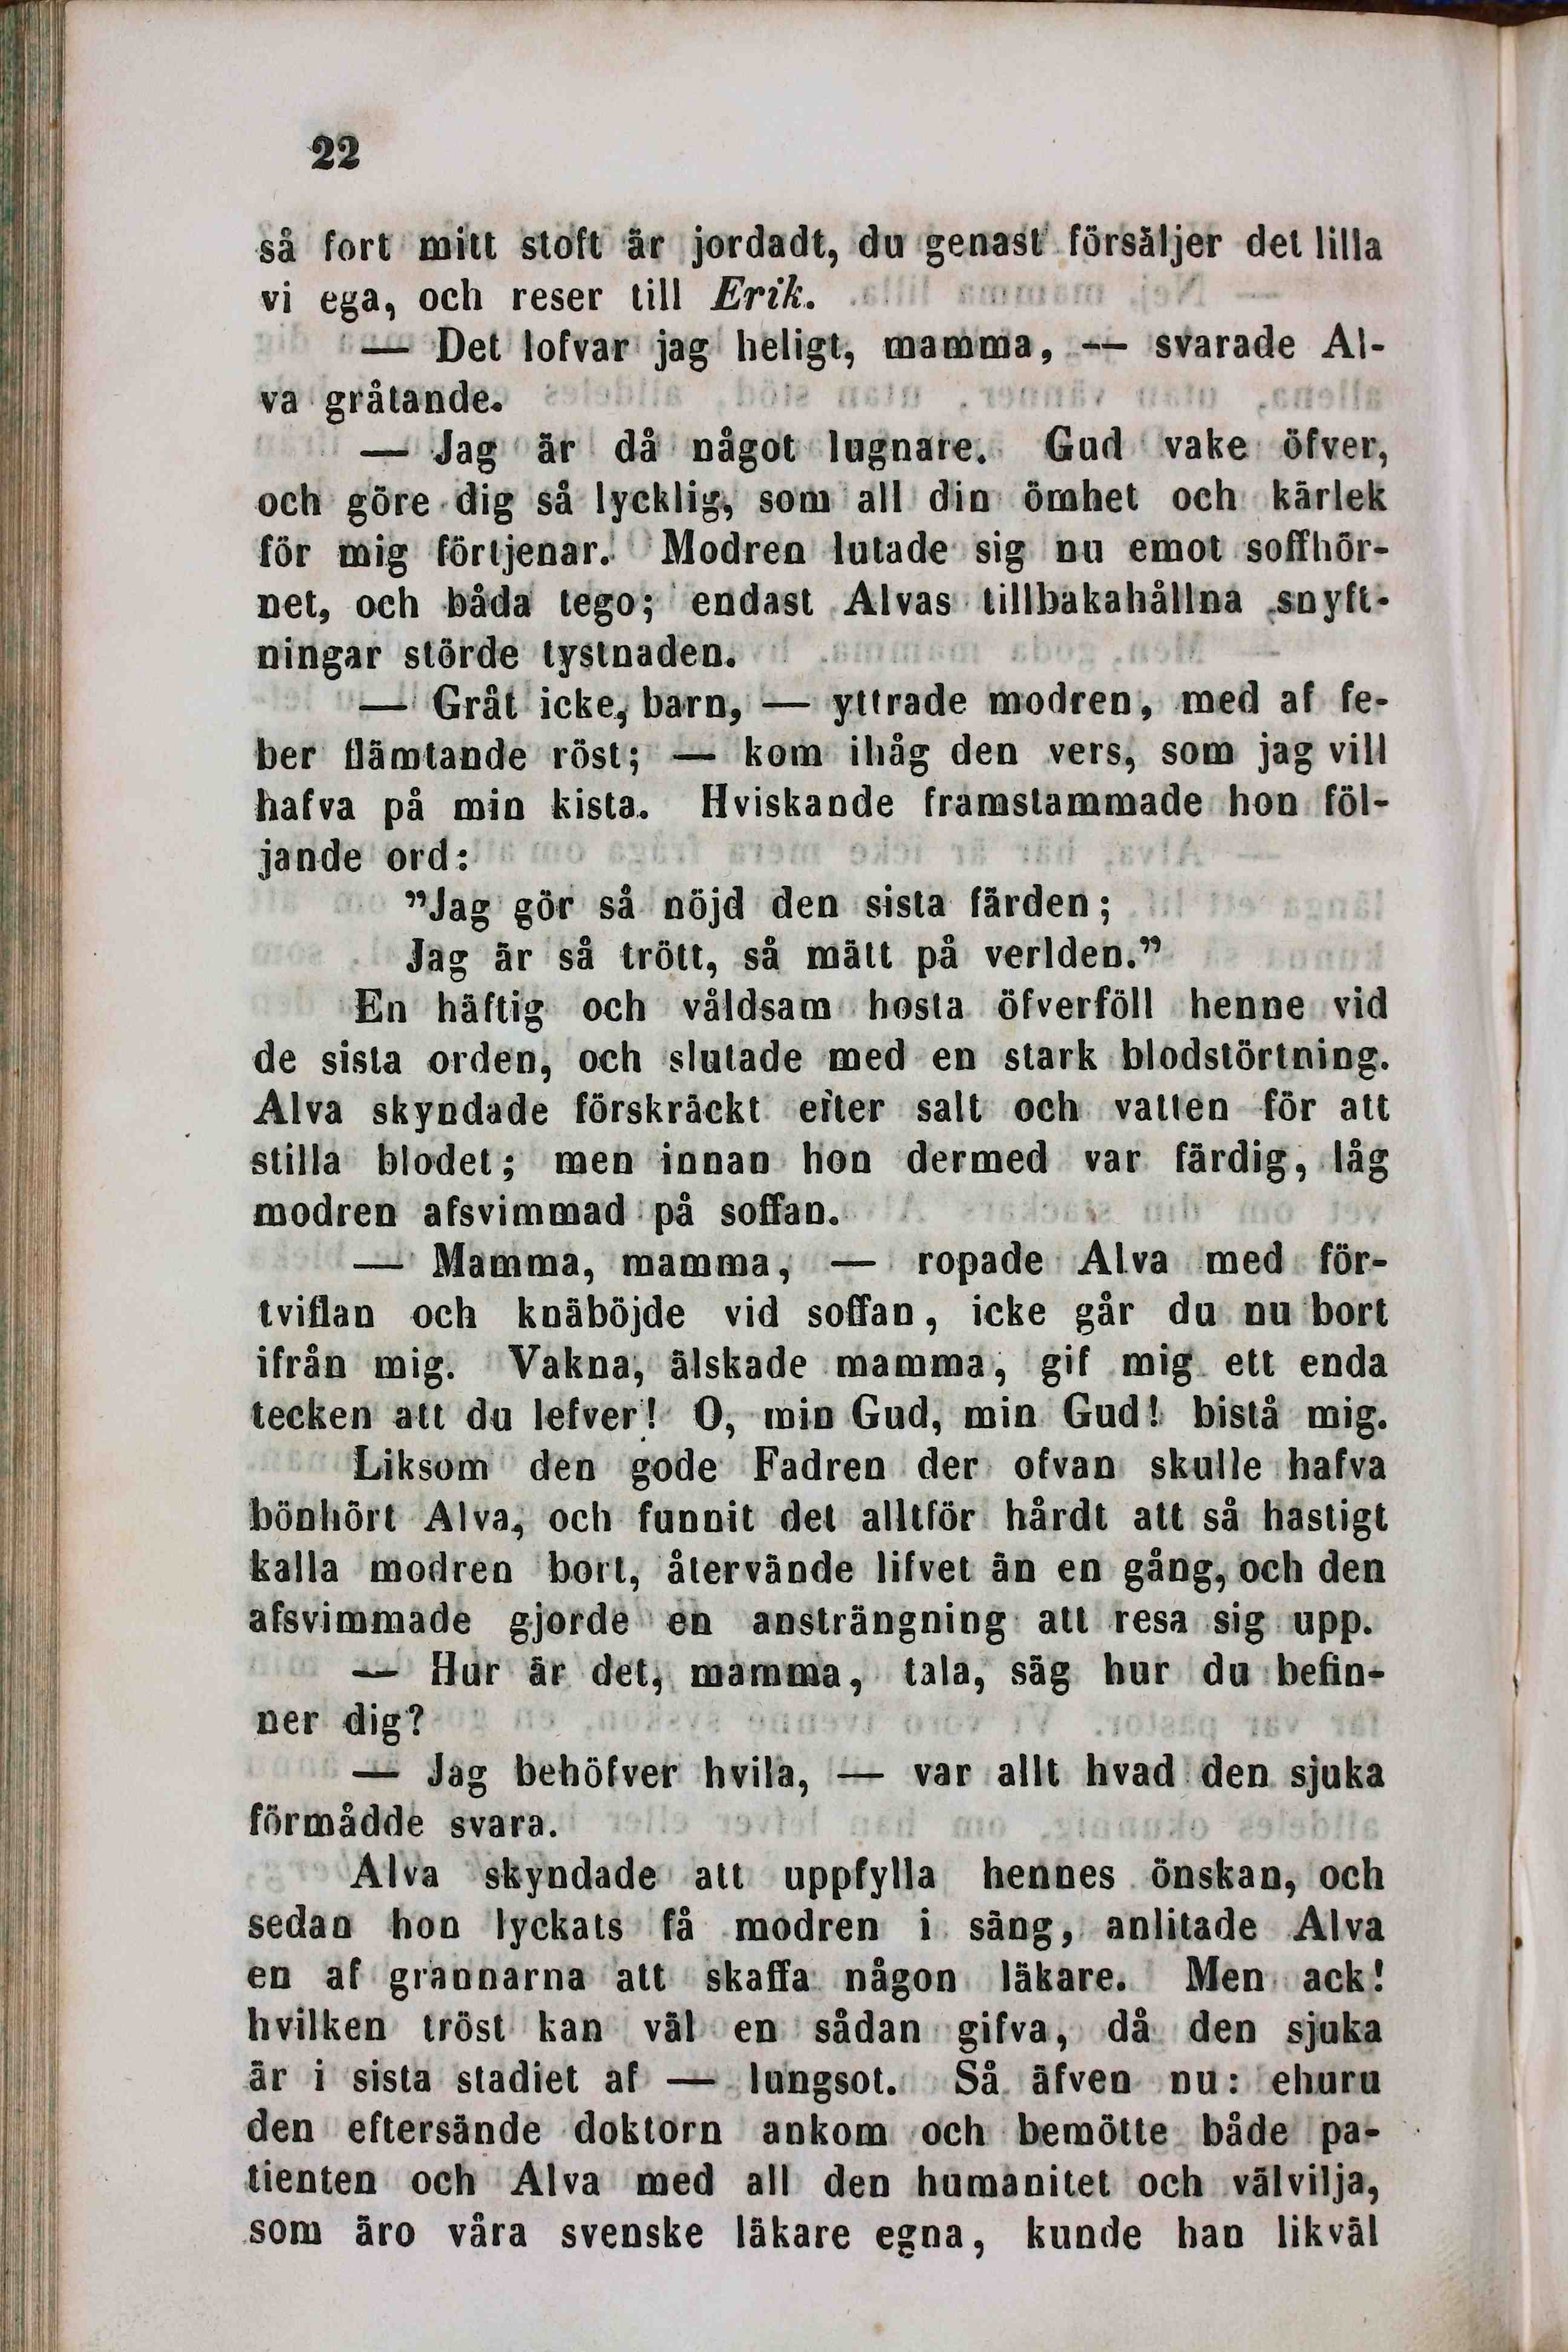 22
så fort mitt stoft är jordadt, du genast försäljer det lilla
vi ega, och reser till Erik.
— Det lofvar jag heligt, mamma, — svarade Al-
va gråtande.
— Jag är då något lugnare. Gud vake öfver,
och göre dig så lycklig, som all din ömhet och kärlek
för mig förtjenar. Modren lutade sig nu emot soffhör-
net, och båda tego; endast Alvas tillbakahållna snyft-
ningar störde tystnaden.
— Gråt icke, barn, — yttrade modren, med af fe-
ber flämtande röst; — kom ihåg den vers, som jag vill
hafva på min kista. Hviskande framstammade hon föl-
jande ord:
”Jag gör så nöjd den sista färden;
Jag är så trött, så mätt på verlden.”
En häftig och våldsam hosta öfverföll henne vid
de sista orden, och slutade med en stark blodstörtning.
Alva skyndade förskräckt efter salt och vatten för att
stilla blodet; men innan hon dermed var färdig, låg
modren afsvimmad på soffan.
— Mamma, mamma, — ropade Alva med för-
tviflan och knäböjde vid soffan, icke går du nu bort
ifrån mig. Vakna, älskade mamma, gif mig ett enda
tecken att du lefver! O, min Gud, min Gud! bistå mig.
Liksom den gode Fadren der ofvan skulle hafva
bönhört Alva, och funnit det alltför hårdt att så hastigt
kalla modren bort, återvände lifvet än en gång, och den
afsvimmade gjorde en ansträngning att resa sig upp.
— Hur är det, mamma, tala, säg hur du befin-
ner dig?
— Jag behöfver hvila, — var allt hvad den sjuka
förmådde svara.
Alva skyndade att uppfylla hennes önskan, och
sedan hon lyckats få modren i säng, anlitade Alva
en af grannarna att skaffa någon läkare. Men ack!
hvilken tröst kan väl en sådan gifva, då den sjuka
är i sista stadiet af — lungsot. Så äfven nu: ehuru
den eftersände doktorn ankom och bemötte både pa-
tienten och Alva med all den humanitet och välvilja,
som äro våra svenske läkare egna, kunde han likväl